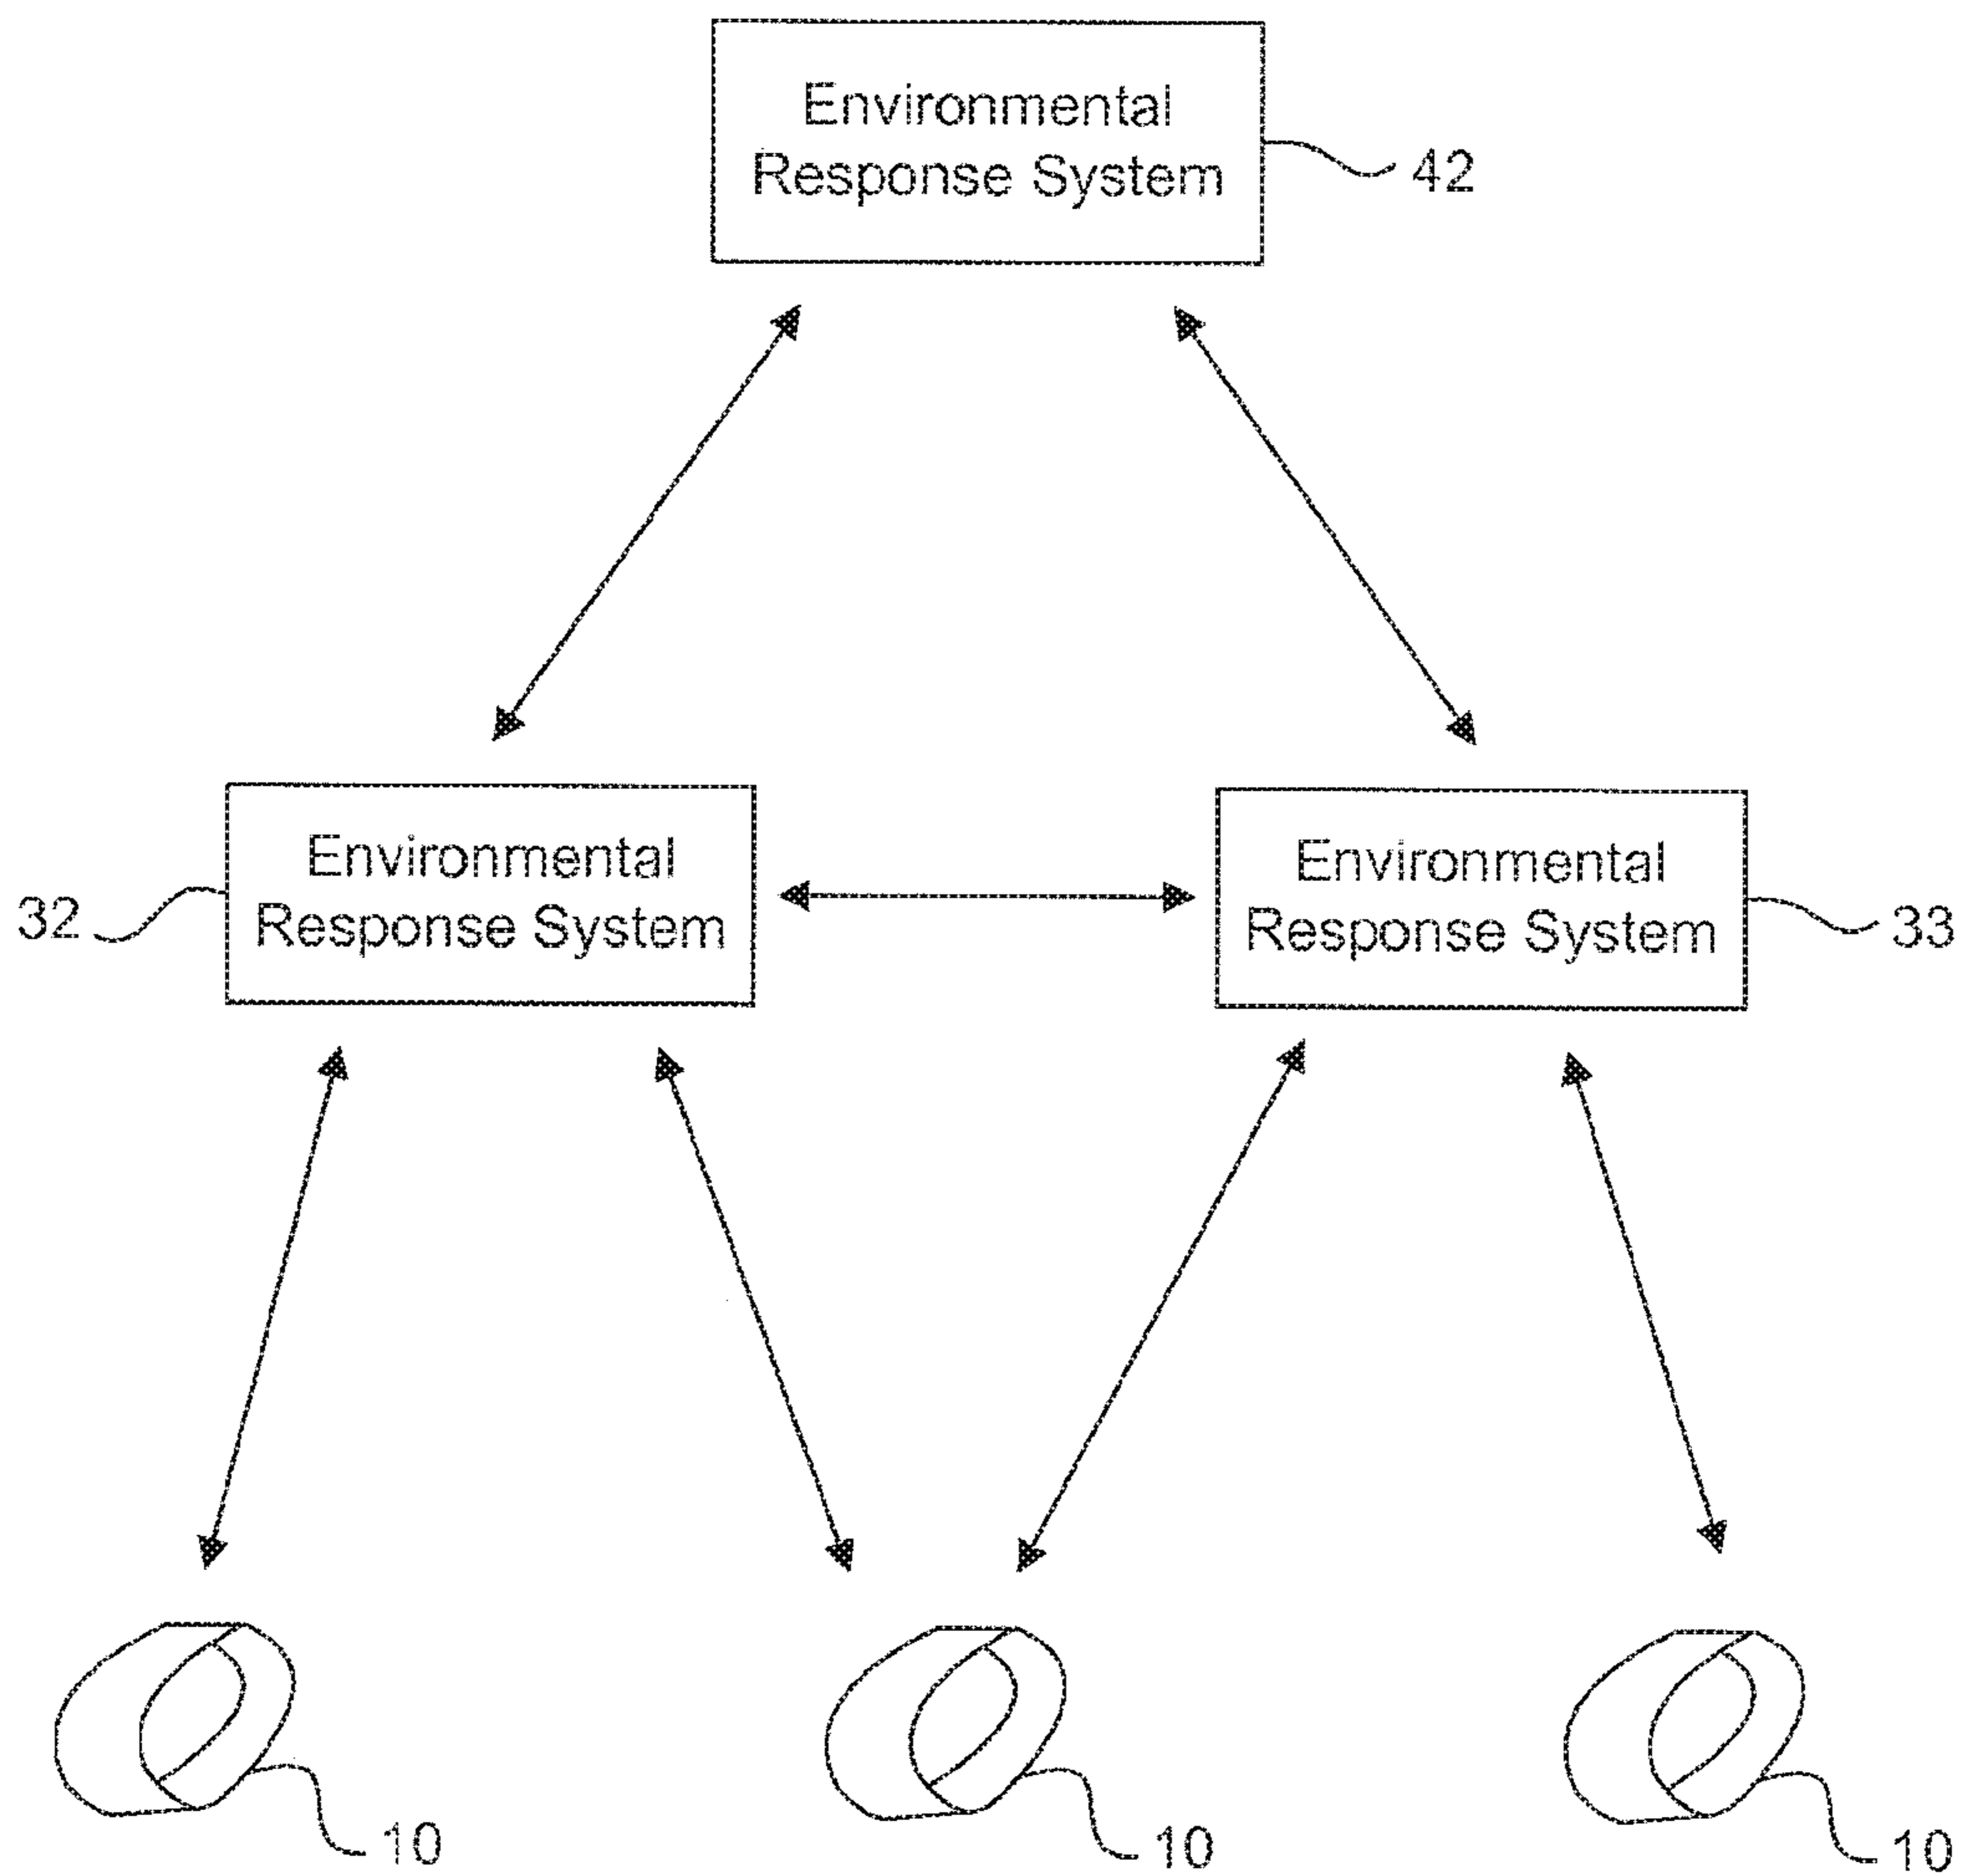 Environmental
Response System
42
Environmental
Response System
32
Environmental
Response System
33
10
10
10